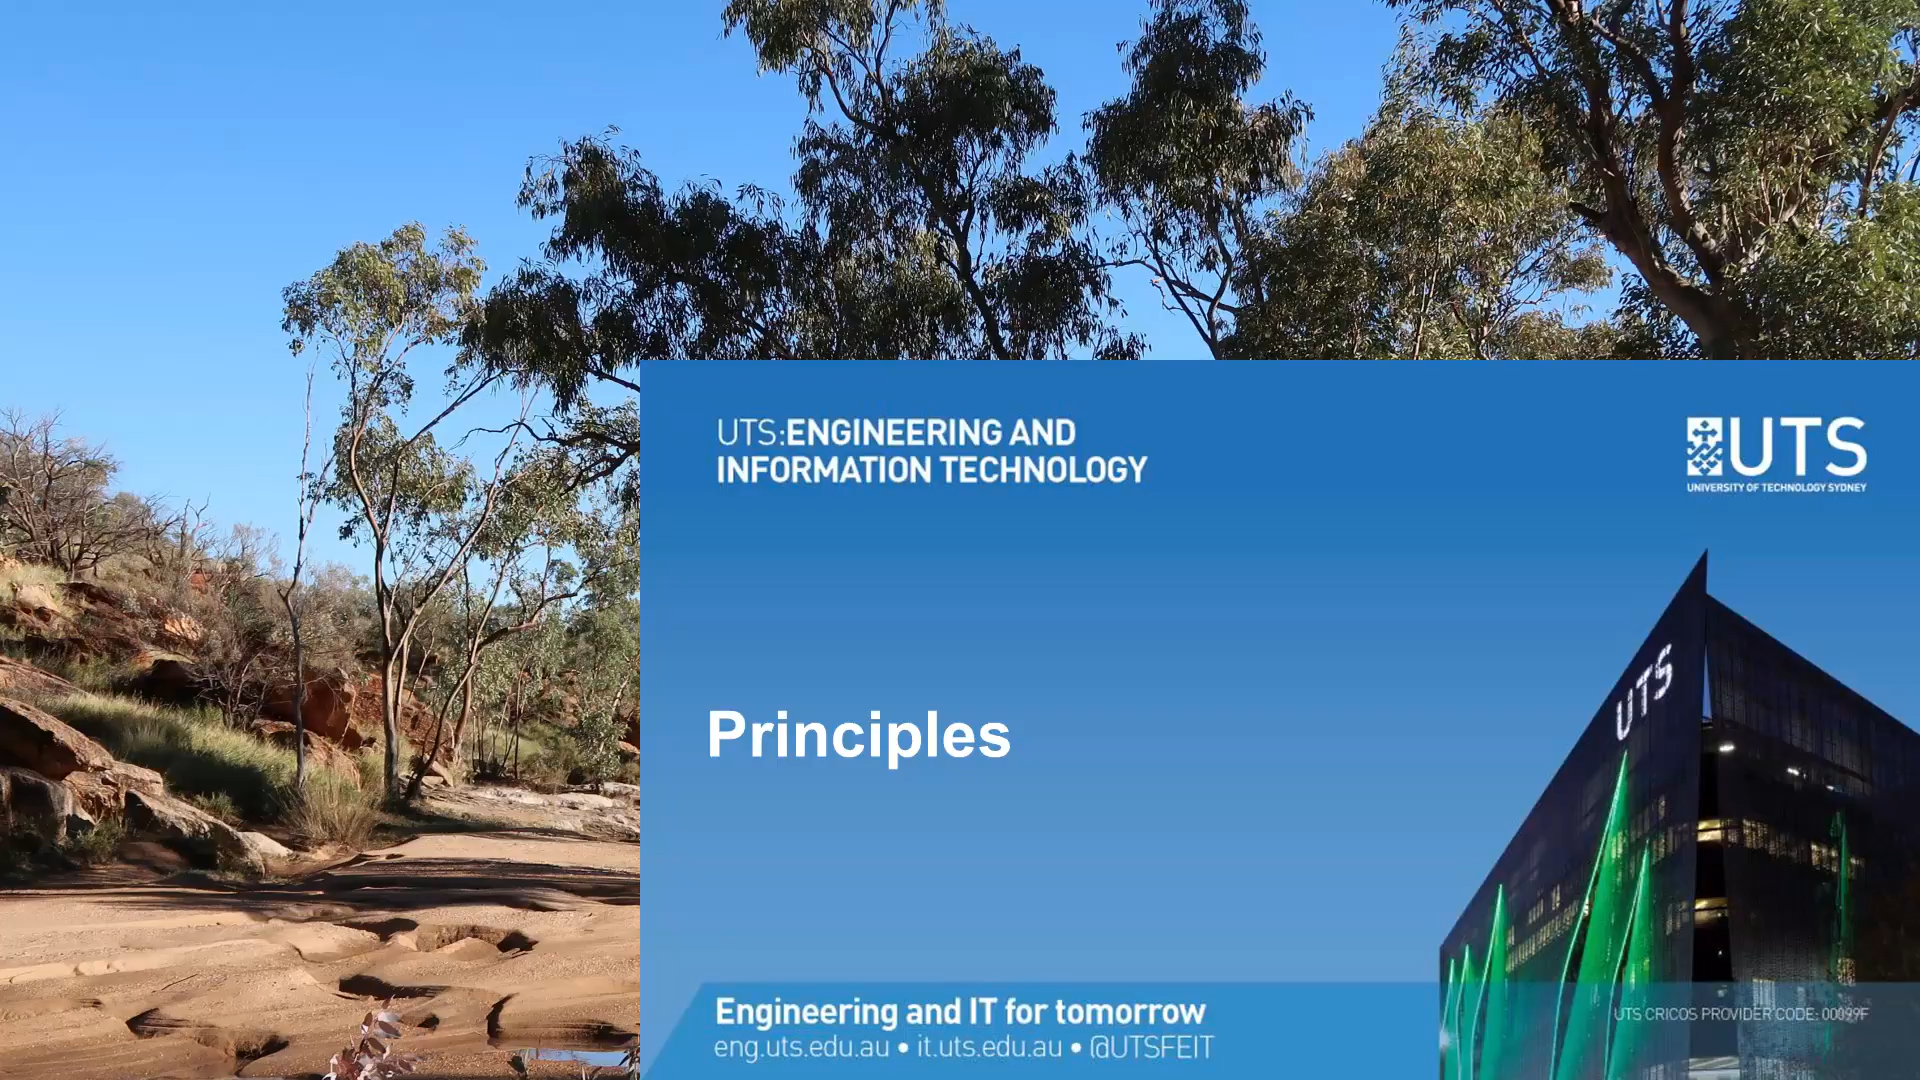 UTS:ENGINEERING AND
INFORMATION TECHNOLOGY
UTS
UNIVERSITY OF TECHNOLOGY SYDNEY
UTS
Principles
Engineering and IT for tomorrow
eng.uts.edu.au • it.uts.edu.au • @UTSFEIT
UTS CRICOS PROVIDER CODE: 00099F